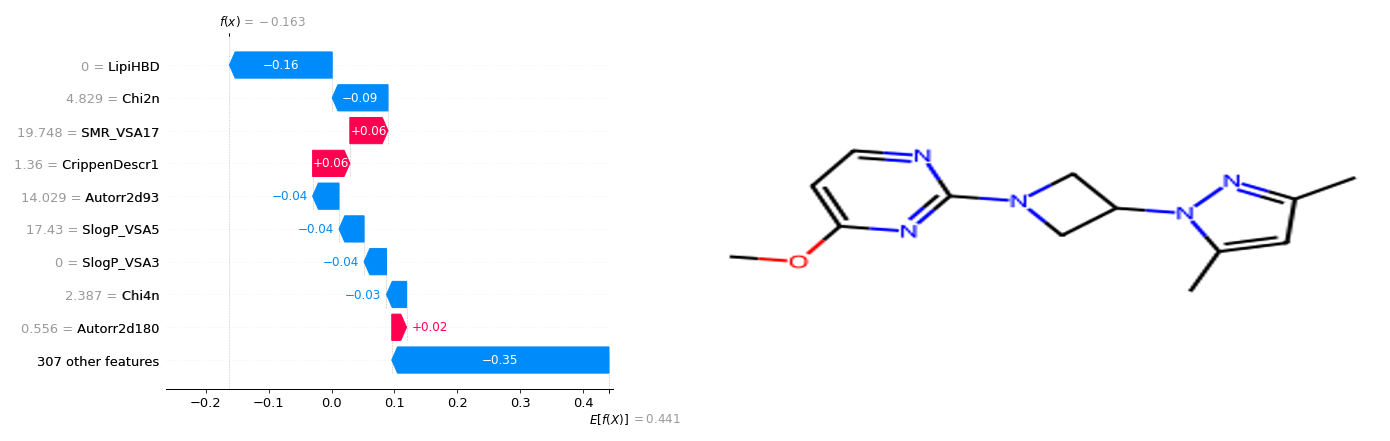 f(x) = −0.163
0 = LipiHBD
−0.16
4.829 = Chi2n
−0.09
19.748 = SMR_VSA17
+0.06
1.36 = CrippenDescr1
+0.06
14.029 = Autorr2d93
−0.04
17.43 = SlogP_VSA5
−0.04
0 = SlogP_VSA3
−0.04
2.387 = Chi4n
−0.03
0.556 = Autorr2d180
+0.02
307 other features
−0.35
−0.2 −0.1 0.0 0.1 0.2 0.3 0.4
E[f(X)] = 0.441
N
N
N
N
N
O